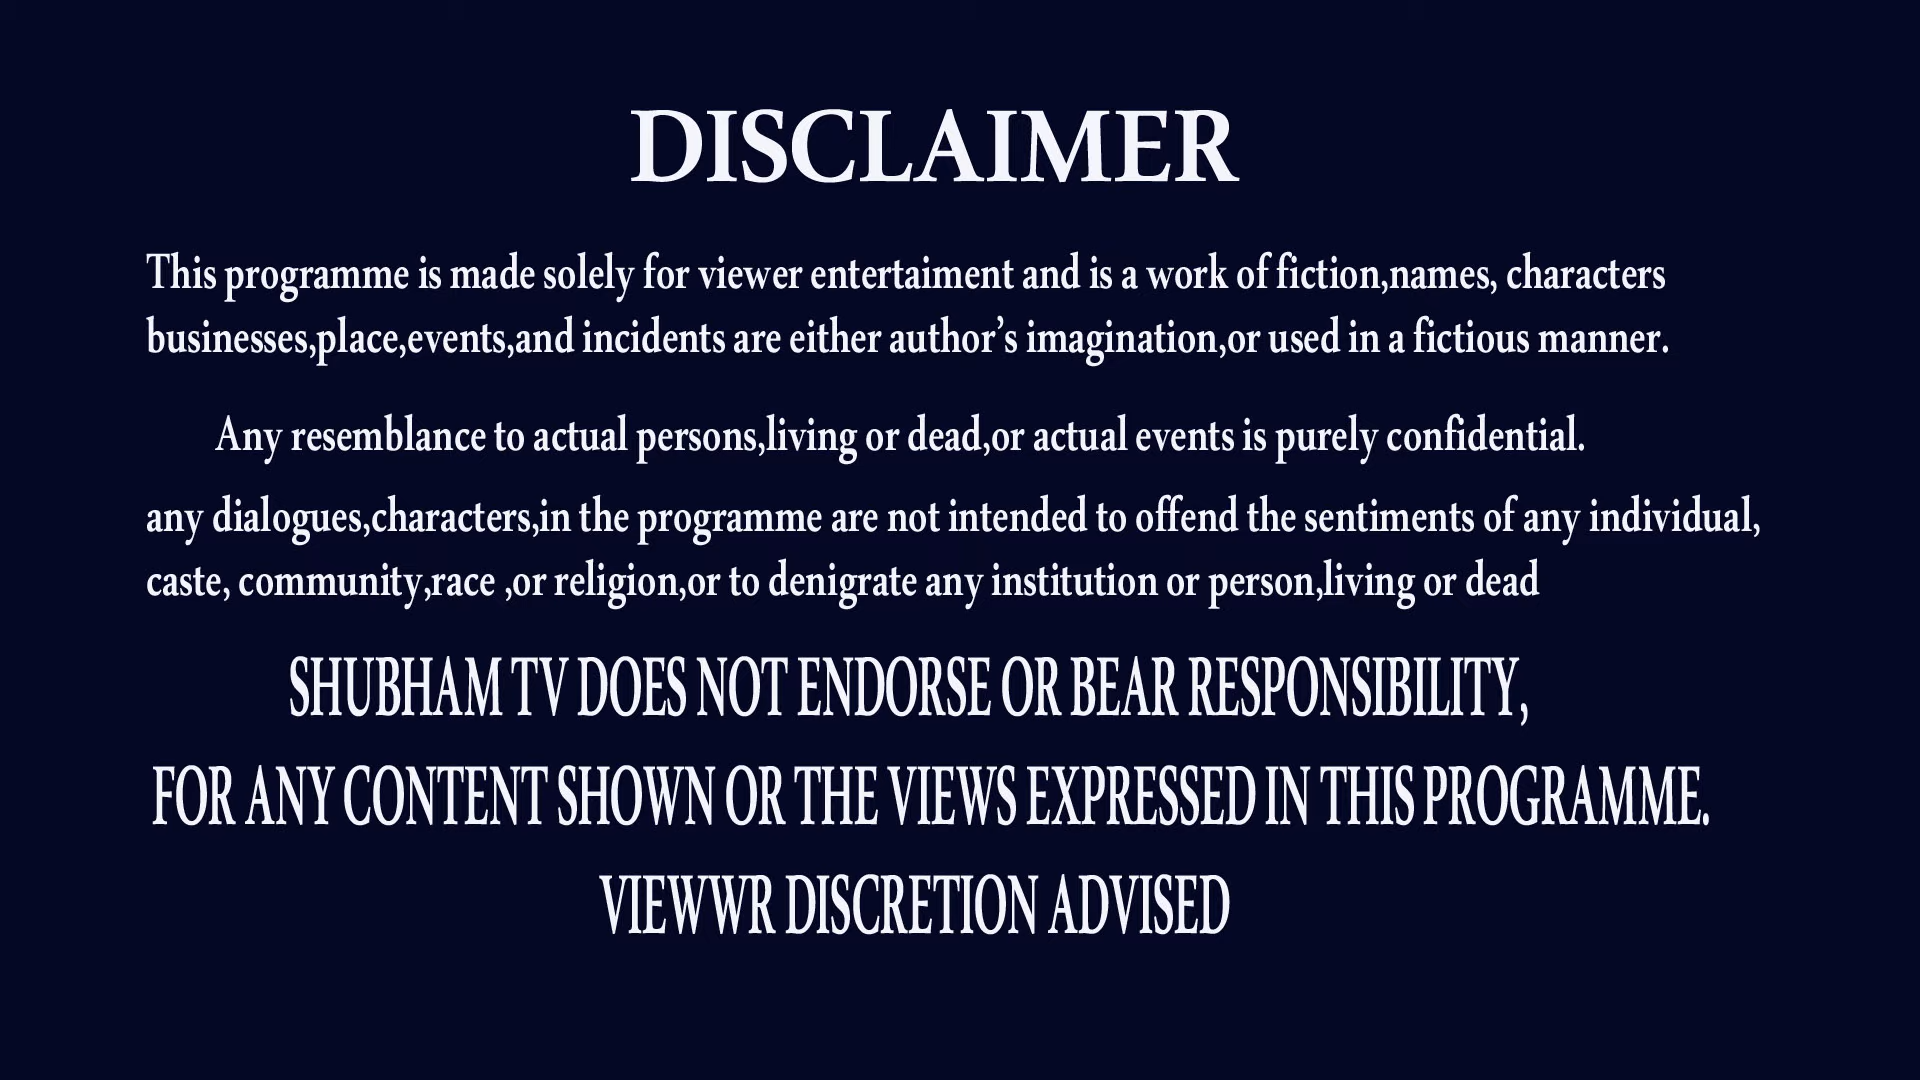 DISCLAIMER
This programme is made solely for viewer entertaiment and is a work of fiction,names, characters
businesses,place,events,and incidents are either author’s imagination,or used in a fictious manner.
Any resemblance to actual persons,living or dead,or actual events is purely confidential.
any dialogues,characters,in the programme are not intended to offend the sentiments of any individual,
caste, community,race ,or religion,or to denigrate any institution or person,living or dead
SHUBHAM TV DOES NOT ENDORSE OR BEAR RESPONSIBILITY,
FOR ANY CONTENT SHOWN OR THE VIEWS EXPRESSED IN THIS PROGRAMME.
VIEWWR DISCRETION ADVISED